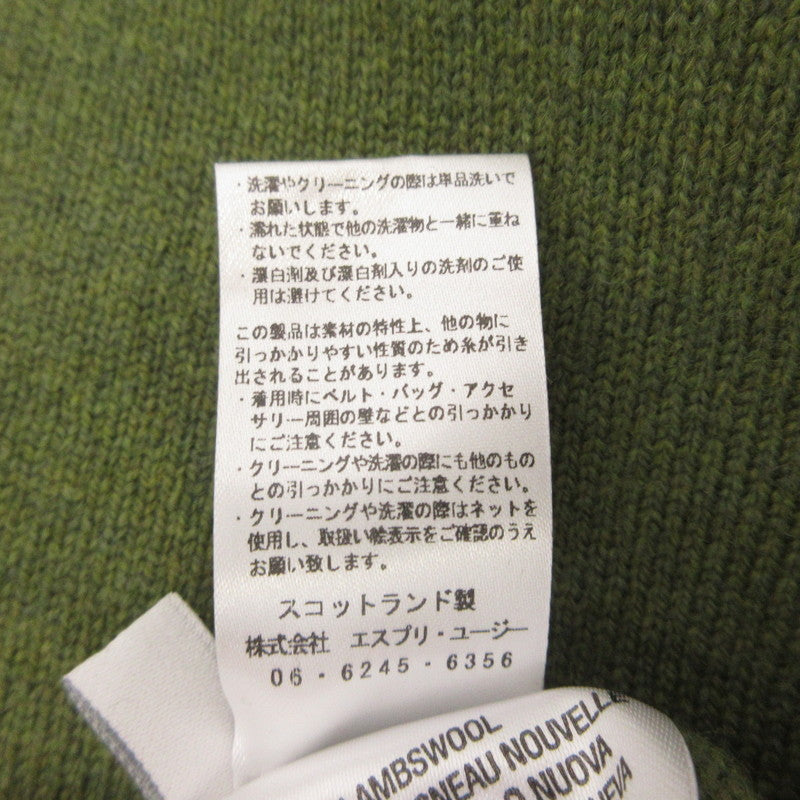 ・洗濯やクリーニングの際は単品洗いで
お願いします。
・濡れた状態で他の洗濯物と一緒に重ね
ないでください。
・漂白剤及び漂白剤入りの洗剤のご使
用は避けてください。
この製品は素材の特性上、他の物に
引っかかりやすい性質のため糸が引き
出されることがあります。
・着用時にベルト・バッグ・アクセ
サリー周囲の壁などとの引っかかり
にご注意ください。
・クリーニングや洗濯の際にも他のもの
との引っかかりにご注意ください。
・クリーニングや洗濯の際はネットを
使用し、取扱い絵表示をご確認のうえ
お願い致します。
スコットランド製
株式会社 エスプリ・ユージー
06・6245・6356
LAMBSWOOL
NOUVELLE
NUOVA